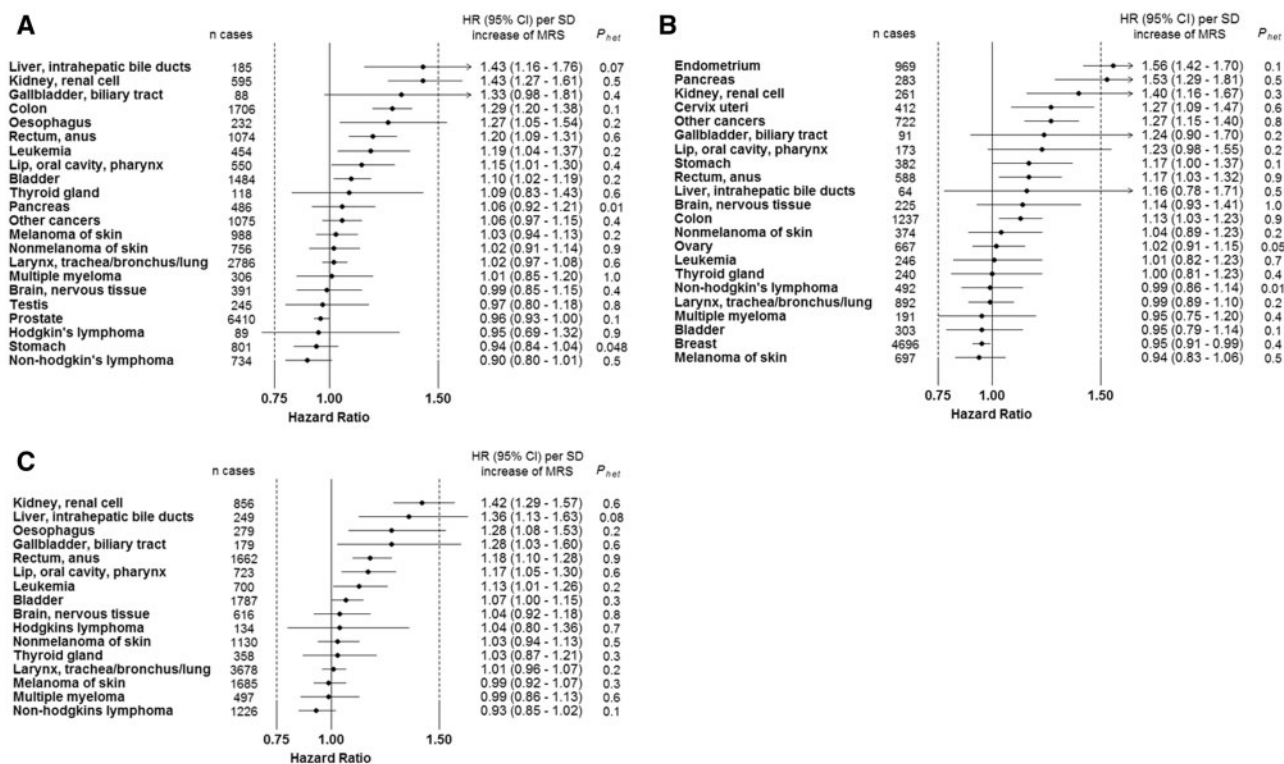 A
HR (95% CI) per SD
n cases increase of MRS P het
Liver, intrahepatic bile ducts 185 1.43 (1.16 - 1.76) 0.07
Kidney, renal cell 595 1.43 (1.27 - 1.61) 0.5
Gallbladder, biliary tract 88 1.33 (0.98 - 1.81) 0.4
Colon 1706 1.29 (1.20 - 1.38) 0.1
Oesophagus 232 1.27 (1.05 - 1.54) 0.2
Rectum, anus 1074 1.20 (1.09 - 1.31) 0.6
Leukemia 454 1.19 (1.04 - 1.37) 0.2
Lip, oral cavity, pharynx 550 1.15 (1.01 - 1.30) 0.4
Bladder 1484 1.10 (1.02 - 1.19) 0.2
Thyroid gland 118 1.09 (0.83 - 1.43) 0.6
Pancreas 486 1.06 (0.92 - 1.21) 0.01
Other cancers 1075 1.06 (0.97 - 1.15) 0.4
Melanoma of skin 988 1.03 (0.94 - 1.13) 0.2
Nonmelanoma of skin 756 1.02 (0.91 - 1.14) 0.9
Larynx, trachea/bronchus/lung 2786 1.02 (0.97 - 1.08) 0.6
Multiple myeloma 306 1.01 (0.85 - 1.20) 1.0
Brain, nervous tissue 391 0.99 (0.85 - 1.15) 0.4
Testis 245 0.97 (0.80 - 1.18) 0.8
Prostate 6410 0.96 (0.93 - 1.00) 0.1
Hodgkin's lymphoma 89 0.95 (0.69 - 1.32) 0.9
Stomach 801 0.94 (0.84 - 1.04) 0.048
Non-hodgkin's lymphoma 734 0.90 (0.80 - 1.01) 0.5
0.75 1.00 1.50
Hazard Ratio
B
HR (95% CI) per SD
n cases increase of MRS P het
Endometrium 969 1.56 (1.42 - 1.70) 0.1
Pancreas 283 1.53 (1.29 - 1.81) 0.5
Kidney, renal cell 261 1.40 (1.16 - 1.67) 0.3
Cervix uteri 412 1.27 (1.09 - 1.47) 0.6
Other cancers 722 1.27 (1.15 - 1.40) 0.8
Gallbladder, biliary tract 91 1.24 (0.90 - 1.70) 0.2
Lip, oral cavity, pharynx 173 1.23 (0.98 - 1.55) 0.2
Stomach 382 1.17 (1.00 - 1.37) 0.1
Rectum, anus 588 1.17 (1.03 - 1.32) 0.9
Liver, intrahepatic bile ducts 64 1.16 (0.78 - 1.71) 0.5
Brain, nervous tissue 225 1.14 (0.93 - 1.41) 1.0
Colon 1237 1.13 (1.03 - 1.23) 0.9
Nonmelanoma of skin 374 1.04 (0.89 - 1.23) 0.2
Ovary 667 1.02 (0.91 - 1.15) 0.05
Leukemia 246 1.01 (0.82 - 1.23) 0.7
Thyroid gland 240 1.00 (0.81 - 1.23) 0.4
Non-hodgkin's lymphoma 492 0.99 (0.86 - 1.14) 0.01
Larynx, trachea/bronchus/lung 892 0.99 (0.89 - 1.10) 0.2
Multiple myeloma 191 0.95 (0.75 - 1.20) 0.4
Bladder 303 0.95 (0.79 - 1.14) 0.1
Breast 4696 0.95 (0.91 - 0.99) 0.4
Melanoma of skin 697 0.94 (0.83 - 1.06) 0.5
0.75 1.00 1.50
Hazard Ratio
C
HR (95% CI) per SD
n cases increase of MRS P het
Kidney, renal cell 856 1.42 (1.29 - 1.57) 0.6
Liver, intrahepatic bile ducts 249 1.36 (1.13 - 1.63) 0.08
Oesophagus 279 1.28 (1.08 - 1.53) 0.2
Gallbladder, biliary tract 179 1.28 (1.03 - 1.60) 0.6
Rectum, anus 1662 1.18 (1.10 - 1.28) 0.9
Lip, oral cavity, pharynx 723 1.17 (1.05 - 1.30) 0.6
Leukemia 700 1.13 (1.01 - 1.26) 0.2
Bladder 1787 1.07 (1.00 - 1.15) 0.3
Brain, nervous tissue 616 1.04 (0.92 - 1.18) 0.8
Hodgkins lymphoma 134 1.04 (0.80 - 1.36) 0.7
Nonmelanoma of skin 1130 1.03 (0.94 - 1.13) 0.5
Thyroid gland 358 1.03 (0.87 - 1.21) 0.3
Larynx, trachea/bronchus/lung 3678 1.01 (0.96 - 1.07) 0.2
Melanoma of skin 1685 0.99 (0.92 - 1.07) 0.3
Multiple myeloma 497 0.99 (0.86 - 1.13) 0.6
Non-hodgkins lymphoma 1226 0.93 (0.85 - 1.02) 0.1
0.75 1.00 1.50
Hazard Ratio